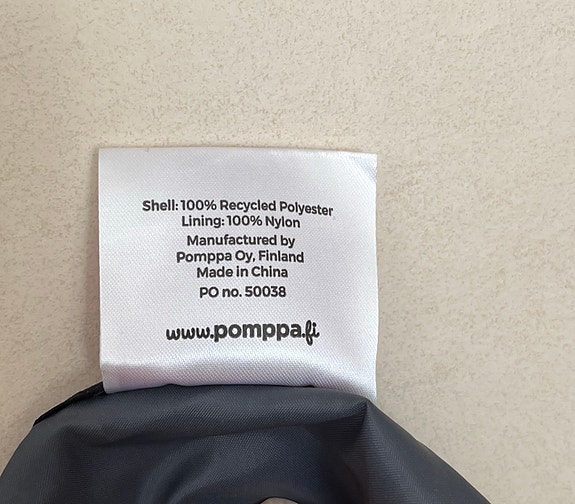 Shell: 100% Recycled Polyester
Lining: 100% Nylon
Manufactured by
Pomppa Oy, Finland
Made in China
PO no. 50038
www.pomppa.fi